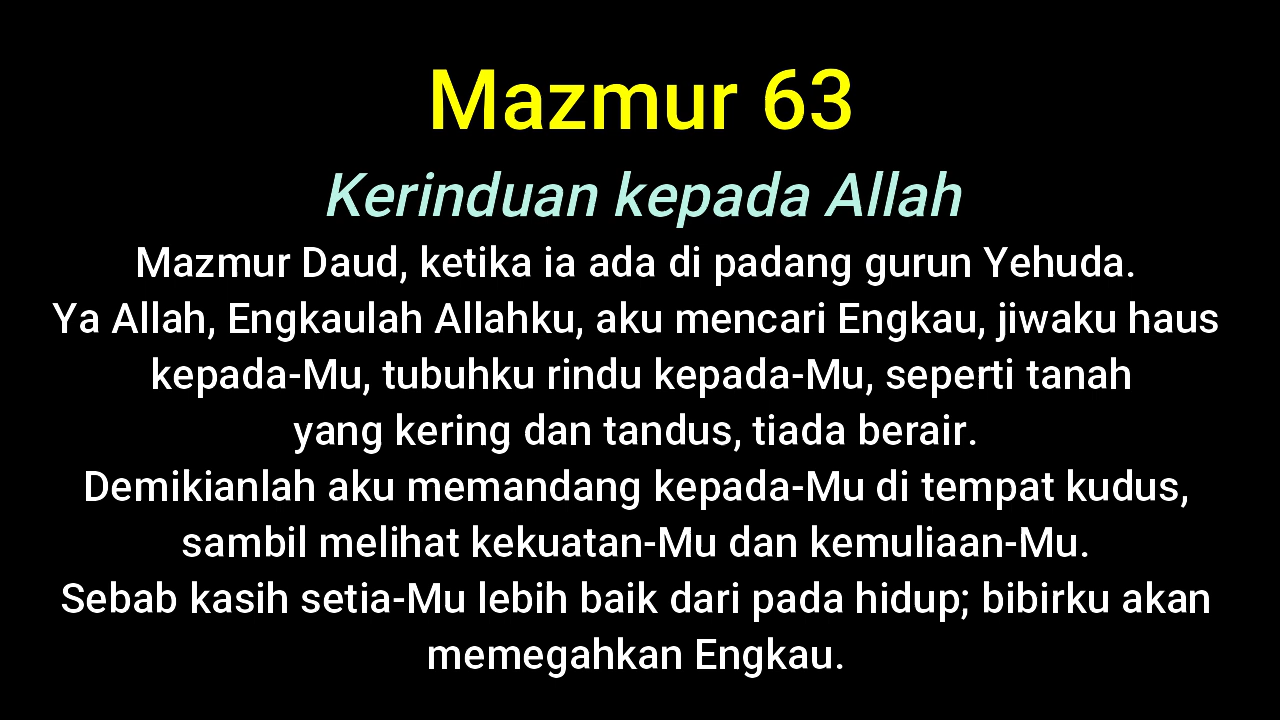 Mazmur 63
Kerinduan kepada Allah
Mazmur Daud, ketika ia ada di padang gurun Yehuda.
Ya Allah, Engkaulah Allahku, aku mencari Engkau, jiwaku haus
kepada-Mu, tubuhku rindu kepada-Mu, seperti tanah
yang kering dan tandus, tiada berair.
Demikianlah aku memandang kepada-Mu di tempat kudus,
sambil melihat kekuatan-Mu dan kemuliaan-Mu.
Sebab kasih setia-Mu lebih baik dari pada hidup; bibirku akan
memegahkan Engkau.